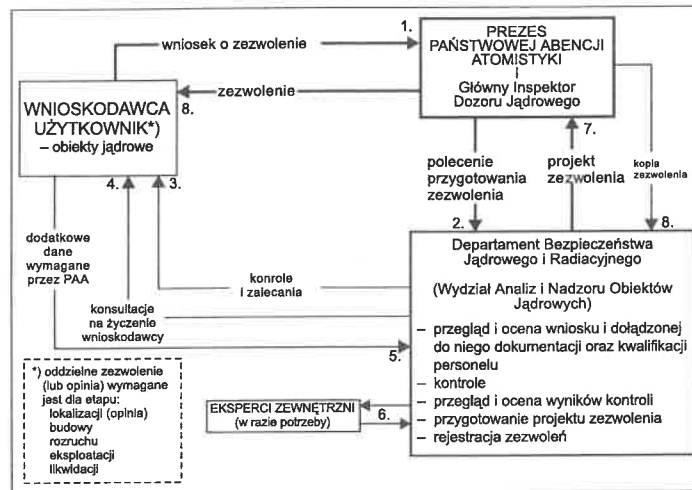 1.
wniosek o zezwolenie
PREZES
PAŃSTWOWEJ ABENCJI
ATOMISTYKI
i
Główny Inspektor
Dozoru Jądrowego
8.
zezwolenie
WNIOSKODAWCA
UŻYTKOWNIK*)
– obiekty jądrowe
7.
4.
3.
polecenie
przygotowania
zezwolenia
projekt
zezwolenia
kopia
zezwolenia
2.
8.
dodatkowe
dane
wymagane
przez PAA
konrole
i zalecania
konsultacje
na życzenie
wnioskodawcy
5.
Departament Bezpieczeństwa
Jądrowego i Radiacyjnego
(Wydział Analiz i Nadzoru Obiektów
Jądrowych)
– przegląd i ocena wniosku i dołądzonej
do niego dokumentacji oraz kwalifikacji
personelu
– kontrole
– przegląd i ocena wyników kontroli
– przygotowanie projektu zezwolenia
– rejestracja zezwoleń
EKSPERCI ZEWNĘTRZNI
(w razie potrzeby)
6.
*) oddzielne zezwolenie
(lub opinia) wymagane
jest dla etapu:
lokalizacji (opinia)
budowy
rozruchu
eksploatacji
likwidacji